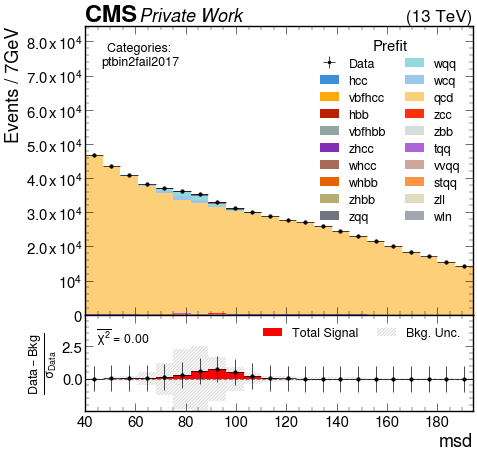 CMS Private Work (13 TeV)
Events / 7GeV
8.0 x 10⁴
7.0 x 10⁴
6.0 x 10⁴
5.0 x 10⁴
4.0 x 10⁴
3.0 x 10⁴
2.0 x 10⁴
10⁴
0
Categories:
ptbin2fail2017
Prefit
Data
hcc
vbfhcc
hbb
vbfhbb
zhcc
whcc
whbb
zhbb
zqq
wqq
wcq
qcd
zcc
zbb
tqq
vvqq
stqq
zll
wln
Data − Bkg
σData
χ² = 0.00
Total Signal
Bkg. Unc.
2.5
0.0
40 60 80 100 120 140 160 180
msd